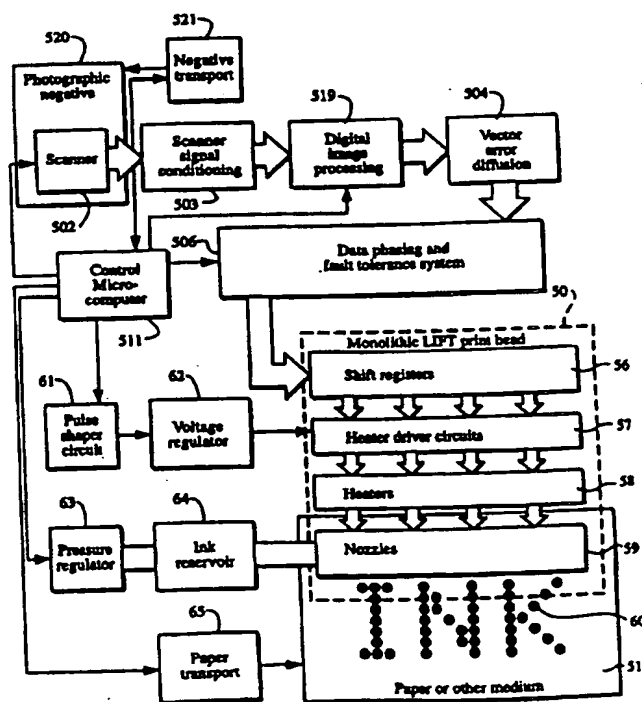 521
520
Negative
transport
Photographic
negative
519
504
Scanner
Scanner
signal
conditioning
Digital
Image
processing
Vector
error
diffusion
502
503
506
Data phasing and
fault tolerance system
Control
Micro-
computer
511
50
Monolithic LIFT print head
Shift registers
56
61
62
Pulse
shaper
circuit
Voltage
regulator
Heater driver circuits
57
Heaters
58
63
64
Pressure
regulator
Ink
reservoir
Nozzles
59
INK
60
65
Paper
transport
51
Paper or other medium